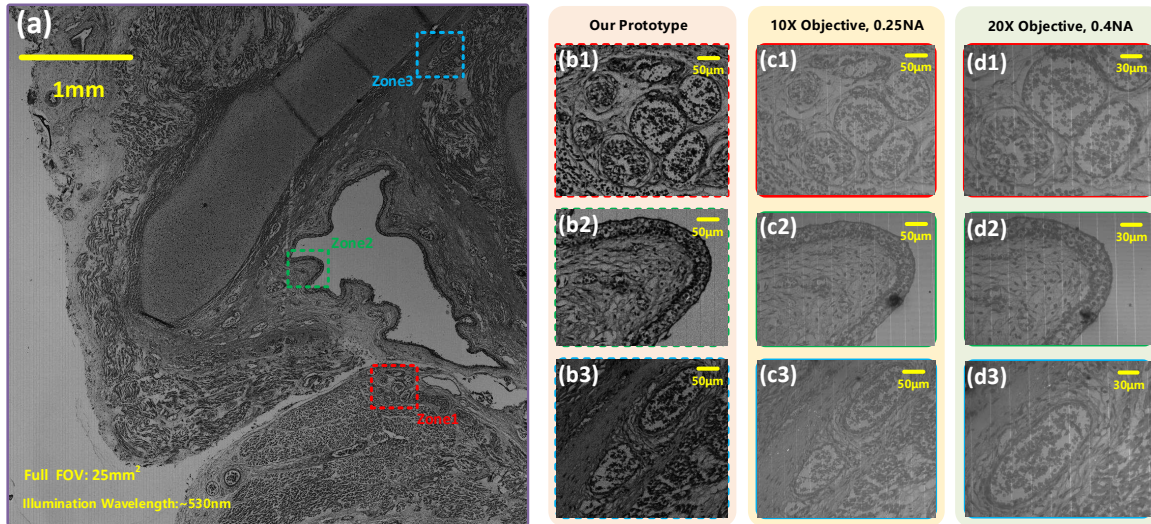 (a)
1mm
Zone3
Zone2
Zone1
Full FOV: 25mm²
Illumination Wavelength:~530nm
Our Prototype
10X Objective, 0.25NA
20X Objective, 0.4NA
(b1)
50μm
(c1)
50μm
(d1)
30μm
(b2)
50μm
(c2)
50μm
(d2)
30μm
(b3)
50μm
(c3)
50μm
(d3)
30μm